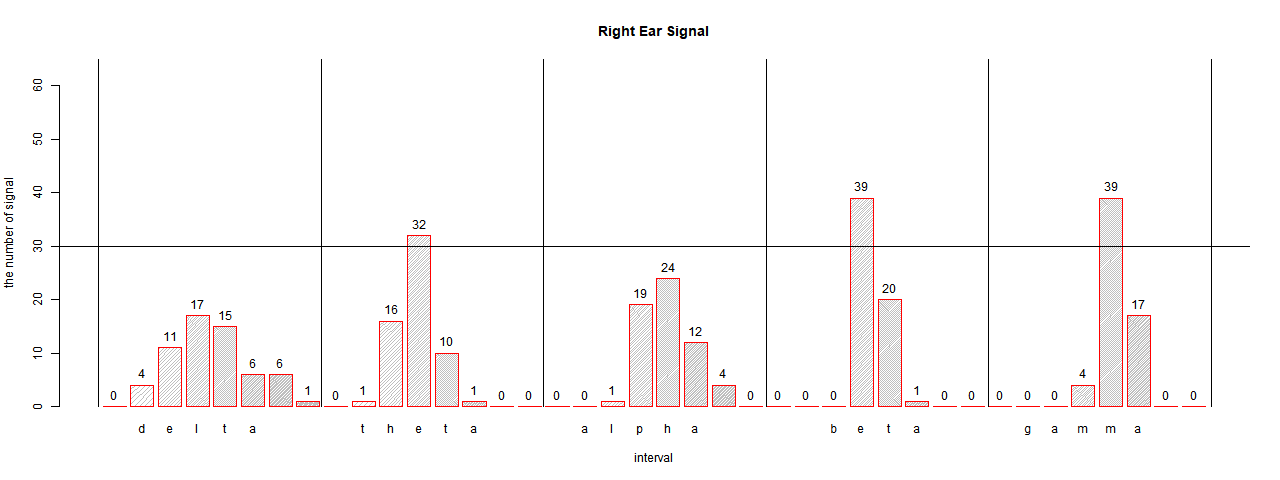 Right Ear Signal
the number of signal
60
50
40
30
20
10
0
0 4 11 17 15 6 6 1
0 1 16 32 10 1 0 0
0 0 1 19 24 12 4 0
0 0 0 39 20 1 0 0
0 0 0 4 39 17 0 0
d e l t a t h e t a a l p h a b e t a g a m m a
interval